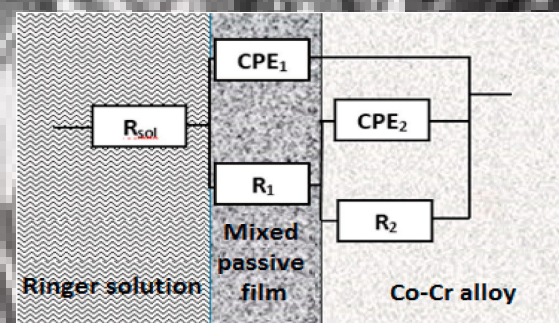 CPE₁
CPE₂
Rsol
R₁
R₂
Mixed
passive
film
Ringer solution
Co-Cr alloy